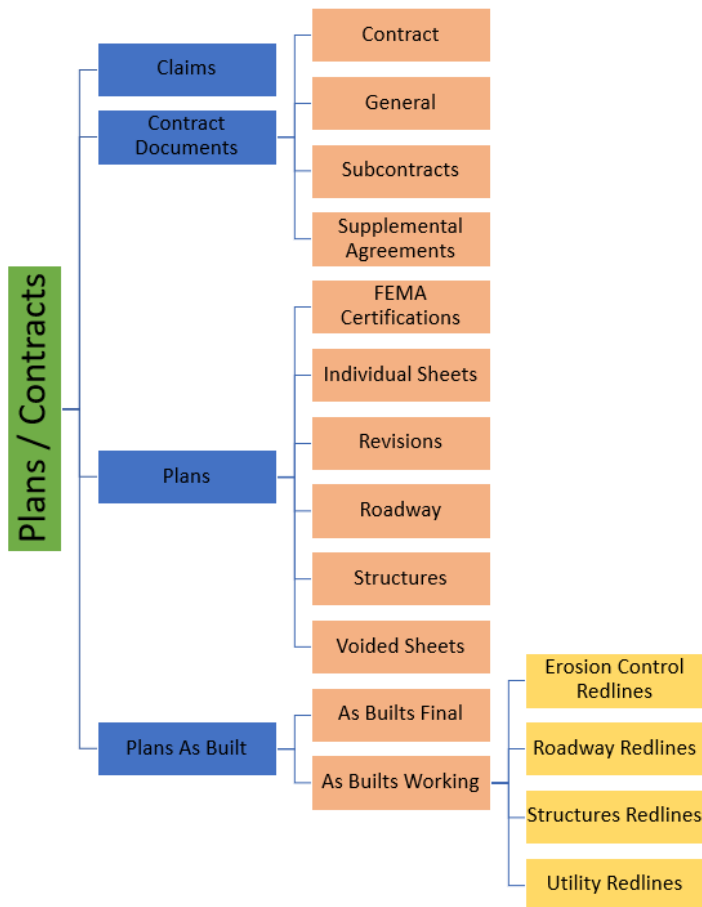 Plans / Contracts
Claims
Contract
Documents
Contract
General
Subcontracts
Supplemental
Agreements
Plans
FEMA
Certifications
Individual Sheets
Revisions
Roadway
Structures
Voided Sheets
Plans As Built
As Builts Final
As Builts Working
Erosion Control
Redlines
Roadway Redlines
Structures Redlines
Utility Redlines